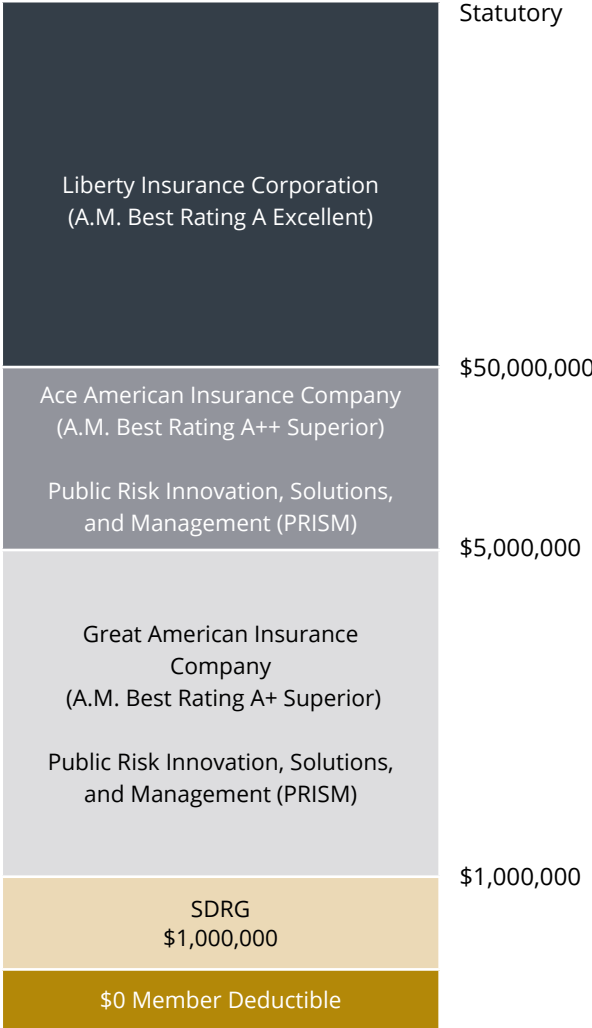 Statutory
Liberty Insurance Corporation
(A.M. Best Rating A Excellent)
$50,000,000
Ace American Insurance Company
(A.M. Best Rating A++ Superior)
Public Risk Innovation, Solutions,
and Management (PRISM)
$5,000,000
Great American Insurance
Company
(A.M. Best Rating A+ Superior)
Public Risk Innovation, Solutions,
and Management (PRISM)
$1,000,000
SDRG
$1,000,000
$0 Member Deductible